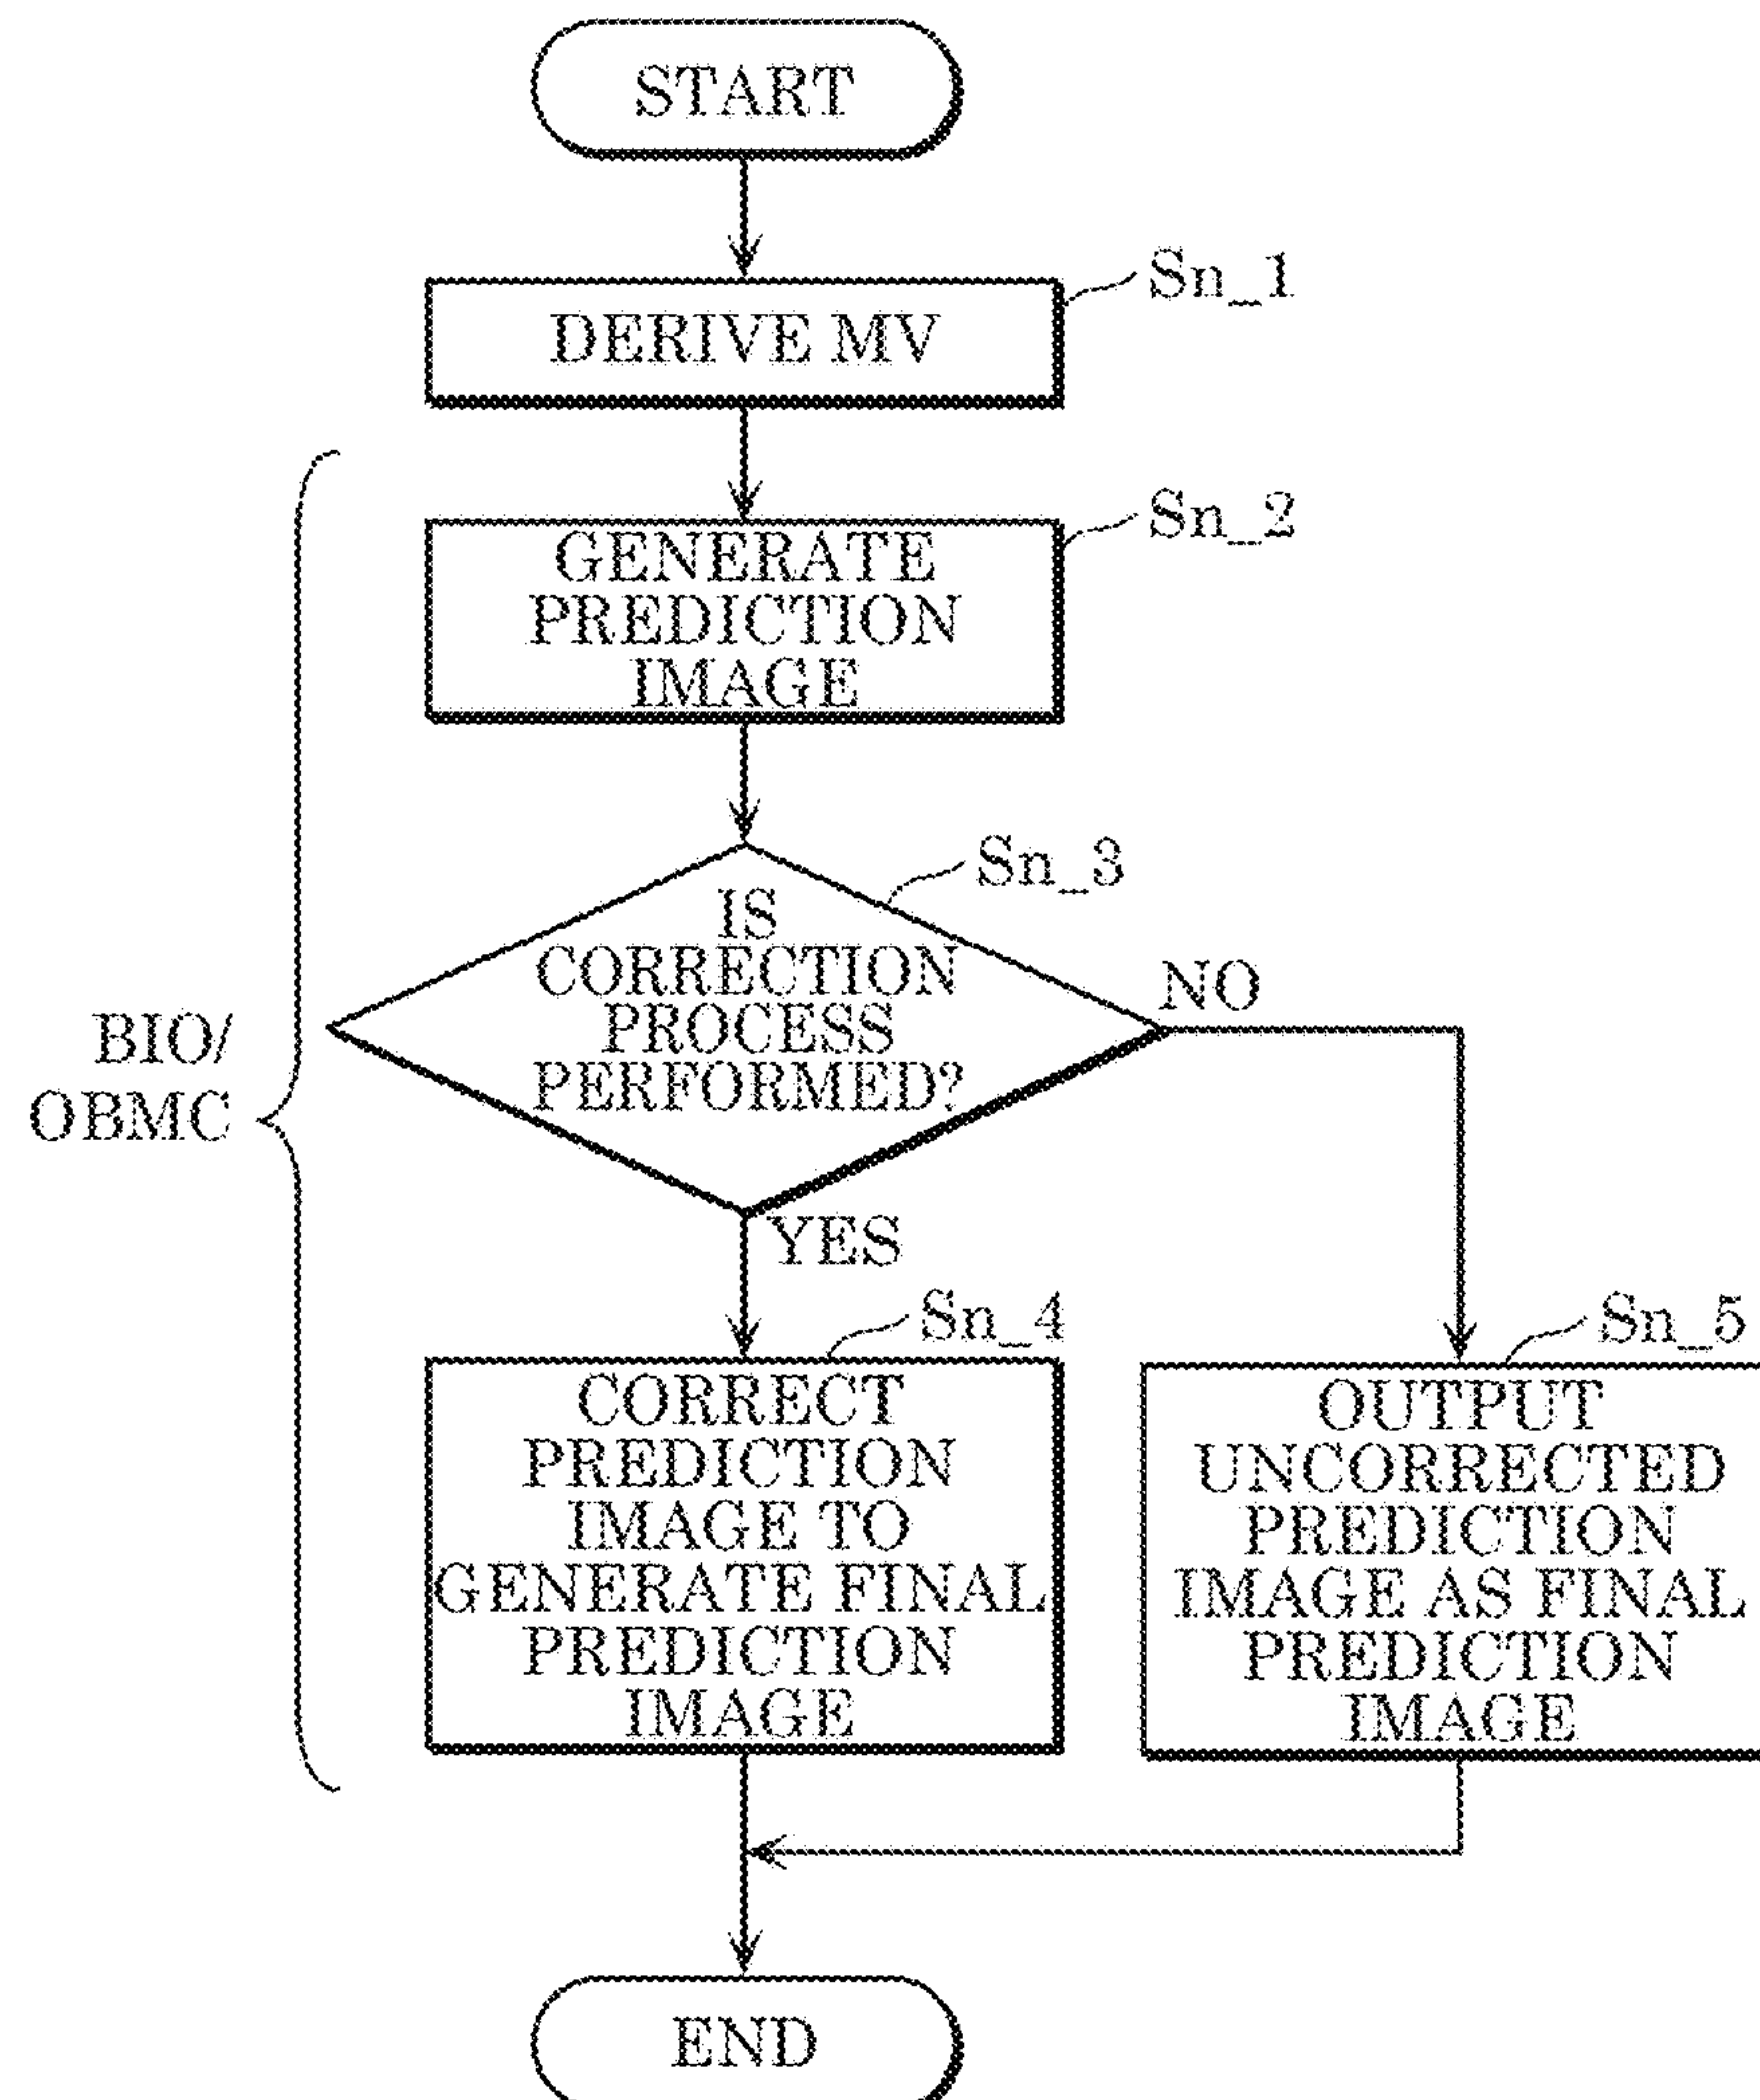 START
Sn_1
DERIVE MV
Sn_2
GENERATE
PREDICTION
IMAGE
Sn_3
IS
CORRECTION
PROCESS
PERFORMED?
NO
BIO/
OBMC
YES
Sn_4
CORRECT
PREDICTION
IMAGE TO
GENERATE FINAL
PREDICTION
IMAGE
Sn_5
OUTPUT
UNCORRECTED
PREDICTION
IMAGE AS FINAL
PREDICTION
IMAGE
END